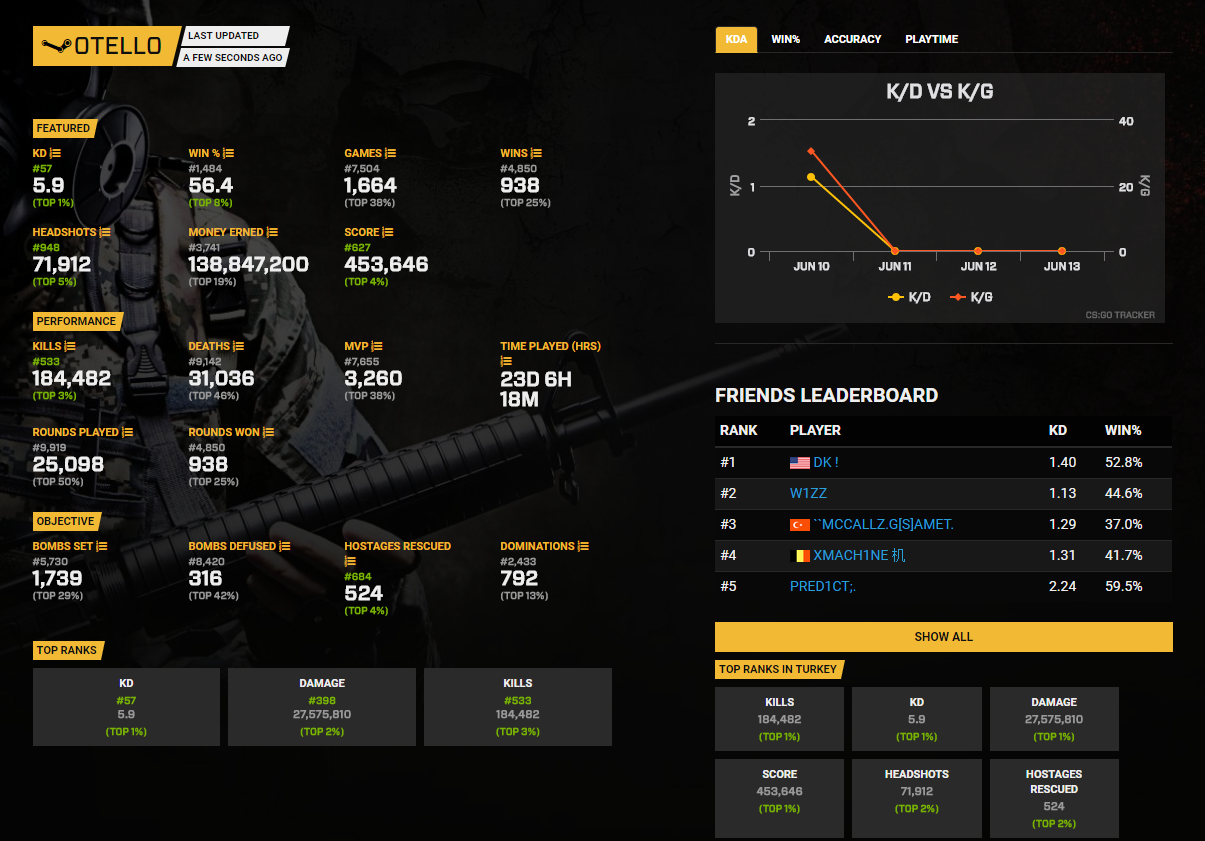 OTELLO
LAST UPDATED
A FEW SECONDS AGO
FEATURED
KD
#57
5.9
(TOP 1%)
WIN %
#1,484
56.4
(TOP 8%)
GAMES
#7,504
1,664
(TOP 38%)
WINS
#4,850
938
(TOP 25%)
HEADSHOTS
#948
71,912
(TOP 5%)
MONEY ERNED
#3,741
138,847,200
(TOP 19%)
SCORE
#627
453,646
(TOP 4%)
PERFORMANCE
KILLS
#533
184,482
(TOP 3%)
DEATHS
#9,142
31,036
(TOP 46%)
MVP
#7,655
3,260
(TOP 38%)
TIME PLAYED (HRS)
23D 6H
18M
ROUNDS PLAYED
#9,919
25,098
(TOP 50%)
ROUNDS WON
#4,850
938
(TOP 25%)
OBJECTIVE
BOMBS SET
#5,730
1,739
(TOP 29%)
BOMBS DEFUSED
#8,420
316
(TOP 42%)
HOSTAGES RESCUED
#684
524
(TOP 4%)
DOMINATIONS
#2,433
792
(TOP 13%)
TOP RANKS
KD
#57
5.9
(TOP 1%)
DAMAGE
#398
27,575,810
(TOP 2%)
KILLS
#533
184,482
(TOP 3%)
KDA WIN% ACCURACY PLAYTIME
K/D VS K/G
2 40
K/D 1 20 K/G
0 0
JUN 10 JUN 11 JUN 12 JUN 13
K/D K/G
CS:GO TRACKER
FRIENDS LEADERBOARD
RANK PLAYER KD WIN%
#1 DK ! 1.40 52.8%
#2 W1ZZ 1.13 44.6%
#3 ``MCCALLZ.G[S]AMET. 1.29 37.0%
#4 XMACH1NE 机 1.31 41.7%
#5 PRED1CT;. 2.24 59.5%
SHOW ALL
TOP RANKS IN TURKEY
KILLS
184,482
(TOP 1%)
KD
5.9
(TOP 1%)
DAMAGE
27,575,810
(TOP 1%)
SCORE
453,646
(TOP 1%)
HEADSHOTS
71,912
(TOP 2%)
HOSTAGES
RESCUED
524
(TOP 2%)